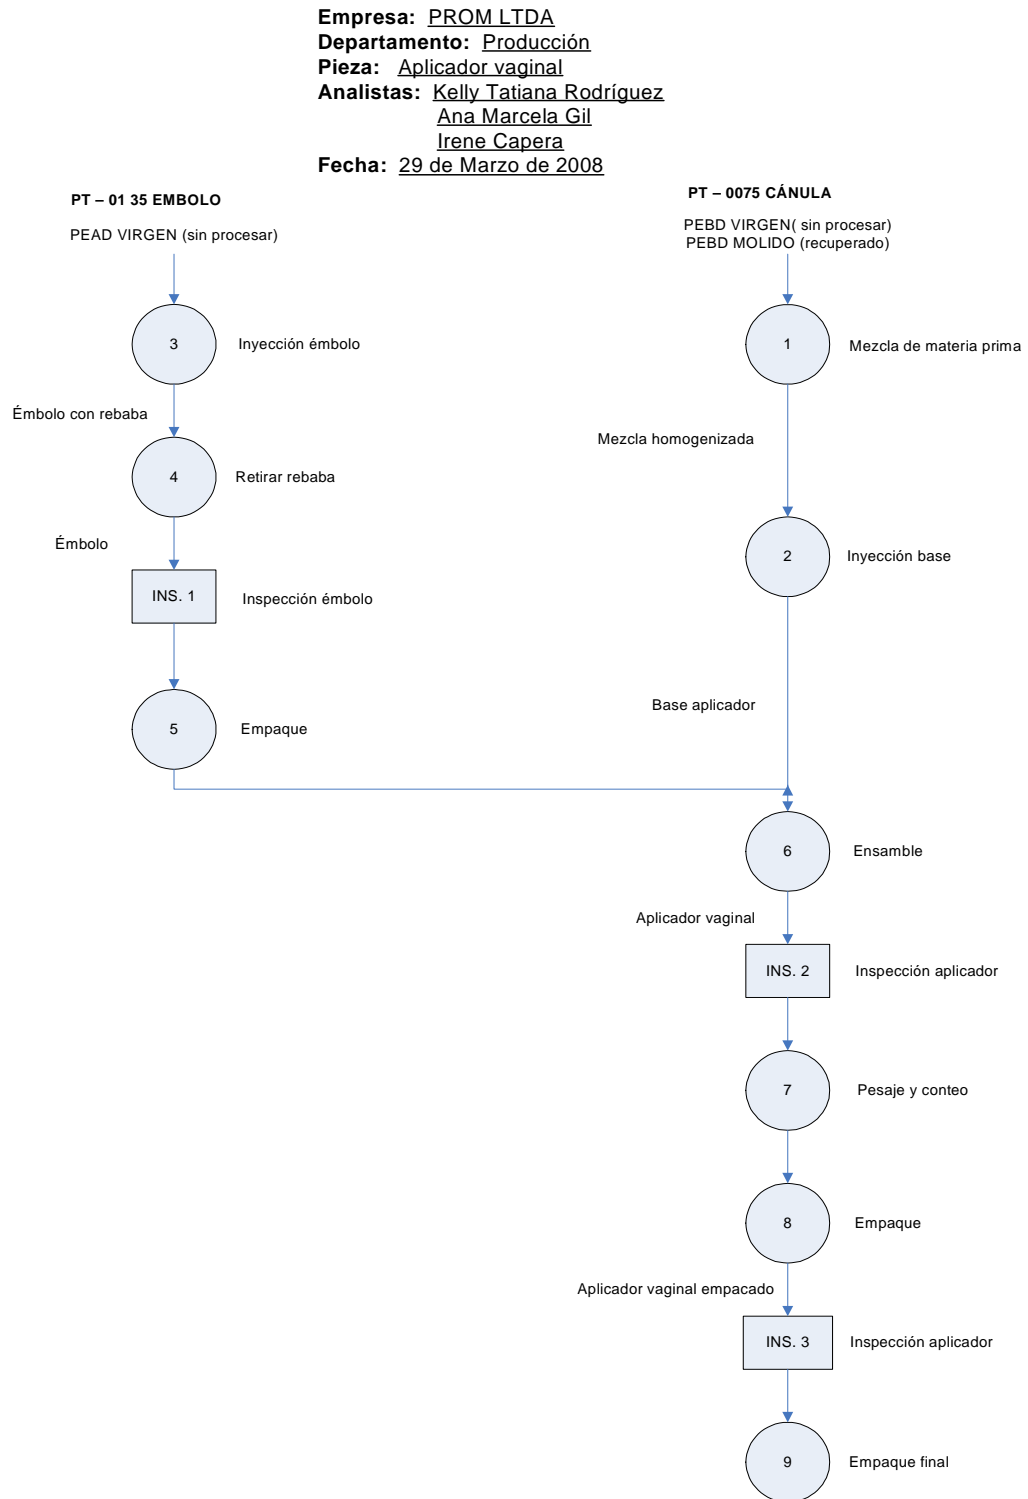 Empresa: PROM LTDA
Departamento: Producción
Pieza: Aplicador vaginal
Analistas: Kelly Tatiana Rodríguez
Ana Marcela Gil
Irene Capera
Fecha: 29 de Marzo de 2008
PT – 01 35 EMBOLO
PEAD VIRGEN (sin procesar)
3
Inyección émbolo
Émbolo con rebaba
4
Retirar rebaba
Émbolo
INS. 1
Inspección émbolo
5
Empaque
PT – 0075 CÁNULA
PEBD VIRGEN( sin procesar)
PEBD MOLIDO (recuperado)
1
Mezcla de materia prima
Mezcla homogenizada
2
Inyección base
Base aplicador
6
Ensamble
Aplicador vaginal
INS. 2
Inspección aplicador
7
Pesaje y conteo
8
Empaque
Aplicador vaginal empacado
INS. 3
Inspección aplicador
9
Empaque final